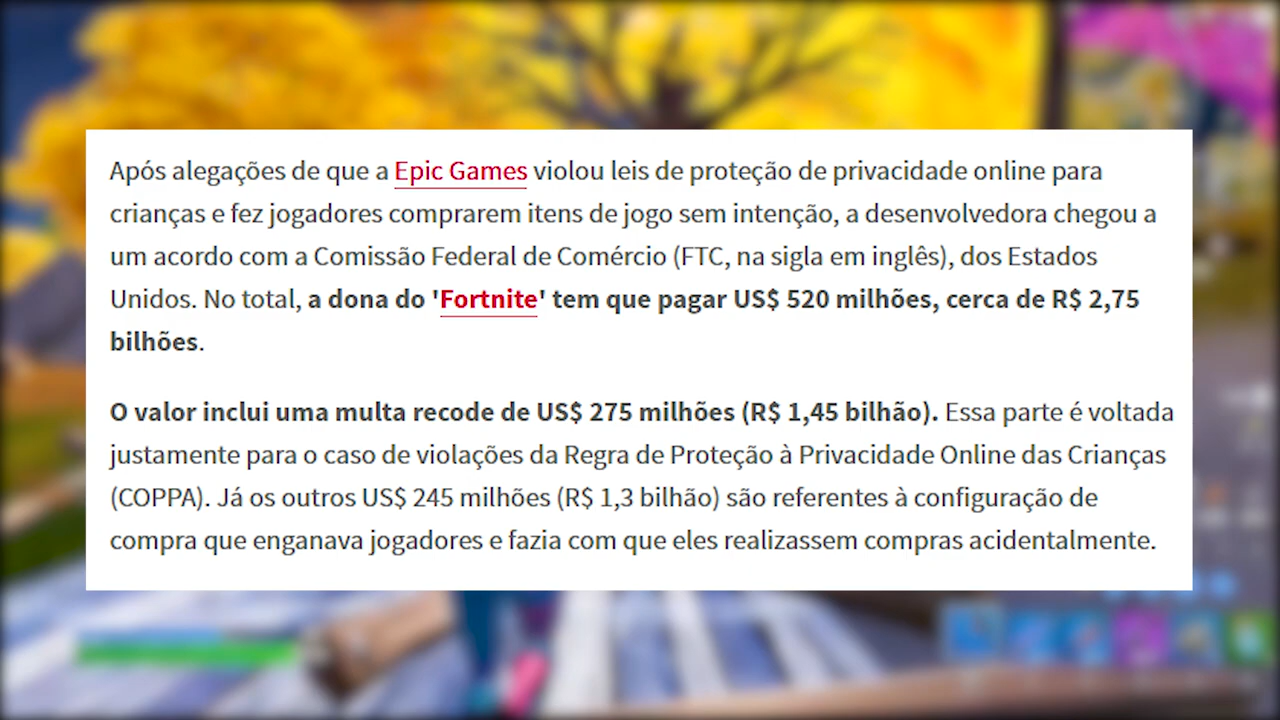 Após alegações de que a Epic Games violou leis de proteção de privacidade online para
crianças e fez jogadores comprarem itens de jogo sem intenção, a desenvolvedora chegou a
um acordo com a Comissão Federal de Comércio (FTC, na sigla em inglês), dos Estados
Unidos. No total, a dona do 'Fortnite' tem que pagar US$ 520 milhões, cerca de R$ 2,75
bilhões.
O valor inclui uma multa recode de US$ 275 milhões (R$ 1,45 bilhão). Essa parte é voltada
justamente para o caso de violações da Regra de Proteção à Privacidade Online das Crianças
(COPPA). Já os outros US$ 245 milhões (R$ 1,3 bilhão) são referentes à configuração de
compra que enganava jogadores e fazia com que eles realizassem compras acidentalmente.